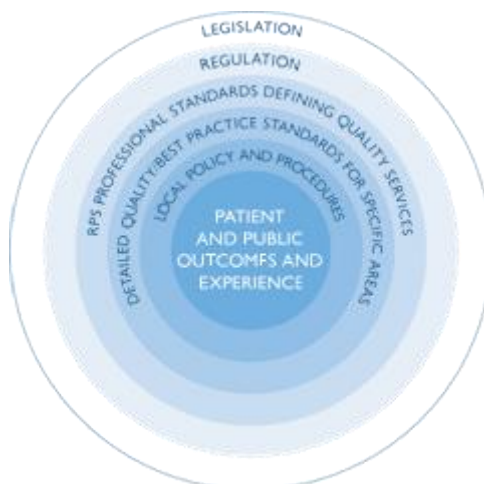 LEGISLATION
REGULATION
RPS PROFESSIONAL STANDARDS DEFINING QUALITY SERVICES
DETAILED QUALITY/BEST PRACTICE STANDARDS FOR SPECIFIC AREAS
LOCAL POLICY AND PROCEDURES
PATIENT
AND PUBLIC
OUTCOMES AND
EXPERIENCE